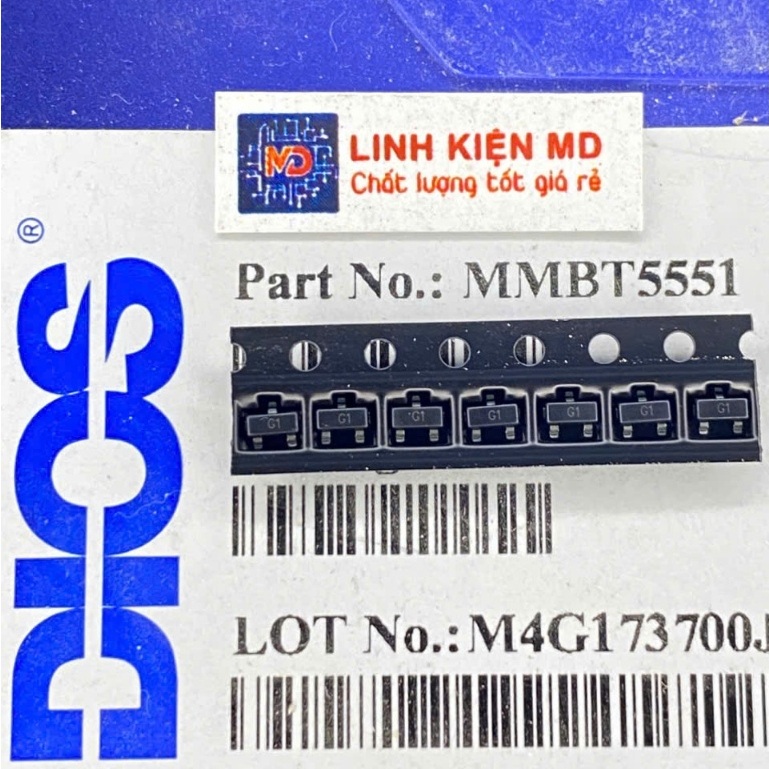 MD
LINH KIỆN MD
Chất lượng tốt giá rẻ
®
DIOS
Part No.: MMBT5551
G1
G1
G1
G1
G1
G1
G1
LOT No.:M4G173700J